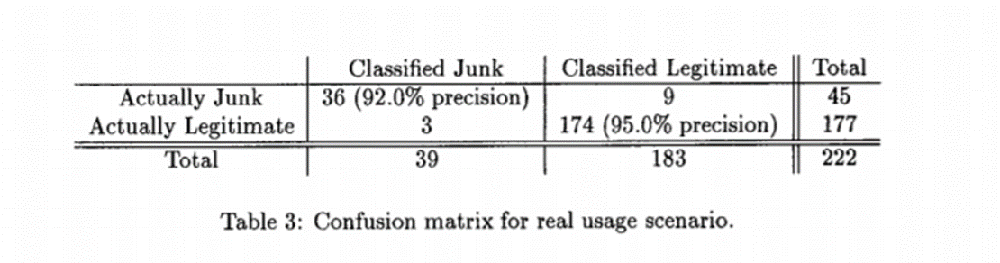 Classified Junk Classified Legitimate Total
Actually Junk 36 (92.0% precision) 9 45
Actually Legitimate 3 174 (95.0% precision) 177
Total 39 183 222
Table 3: Confusion matrix for real usage scenario.